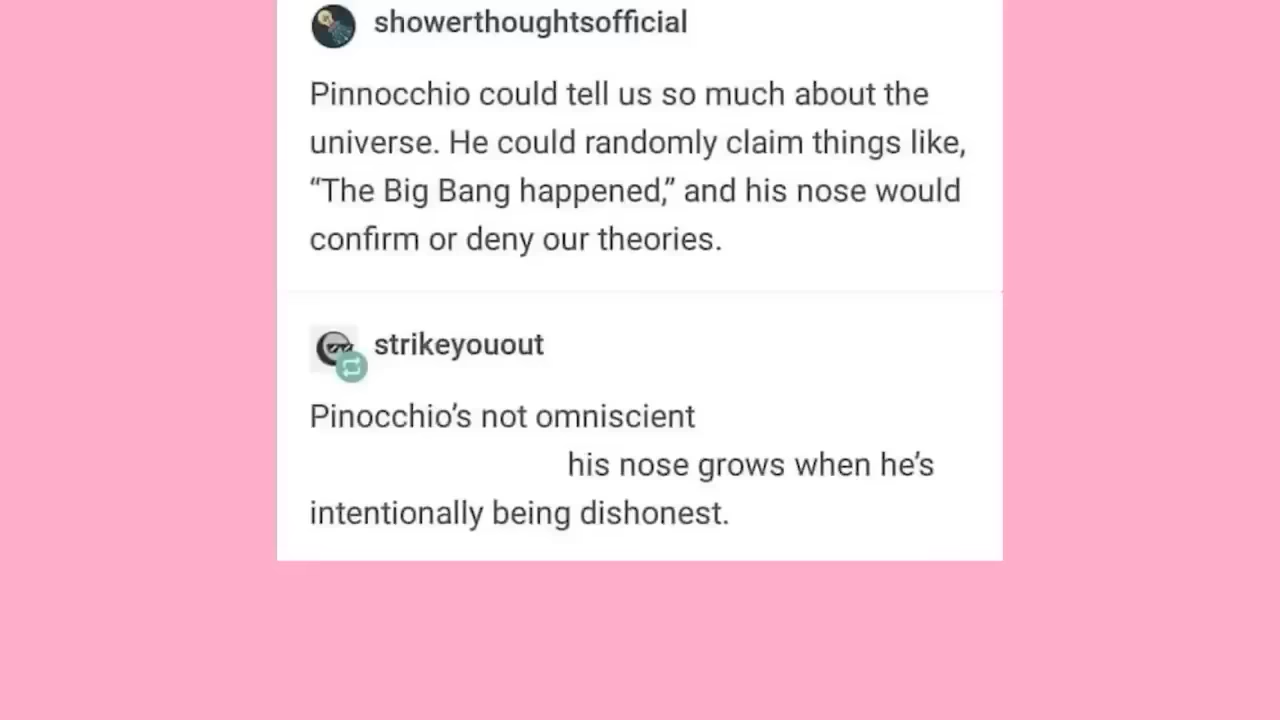 showerthoughtsofficial
Pinnocchio could tell us so much about the
universe. He could randomly claim things like,
“The Big Bang happened,” and his nose would
confirm or deny our theories.
strikeyouout
Pinocchio’s not omniscient
his nose grows when he’s
intentionally being dishonest.